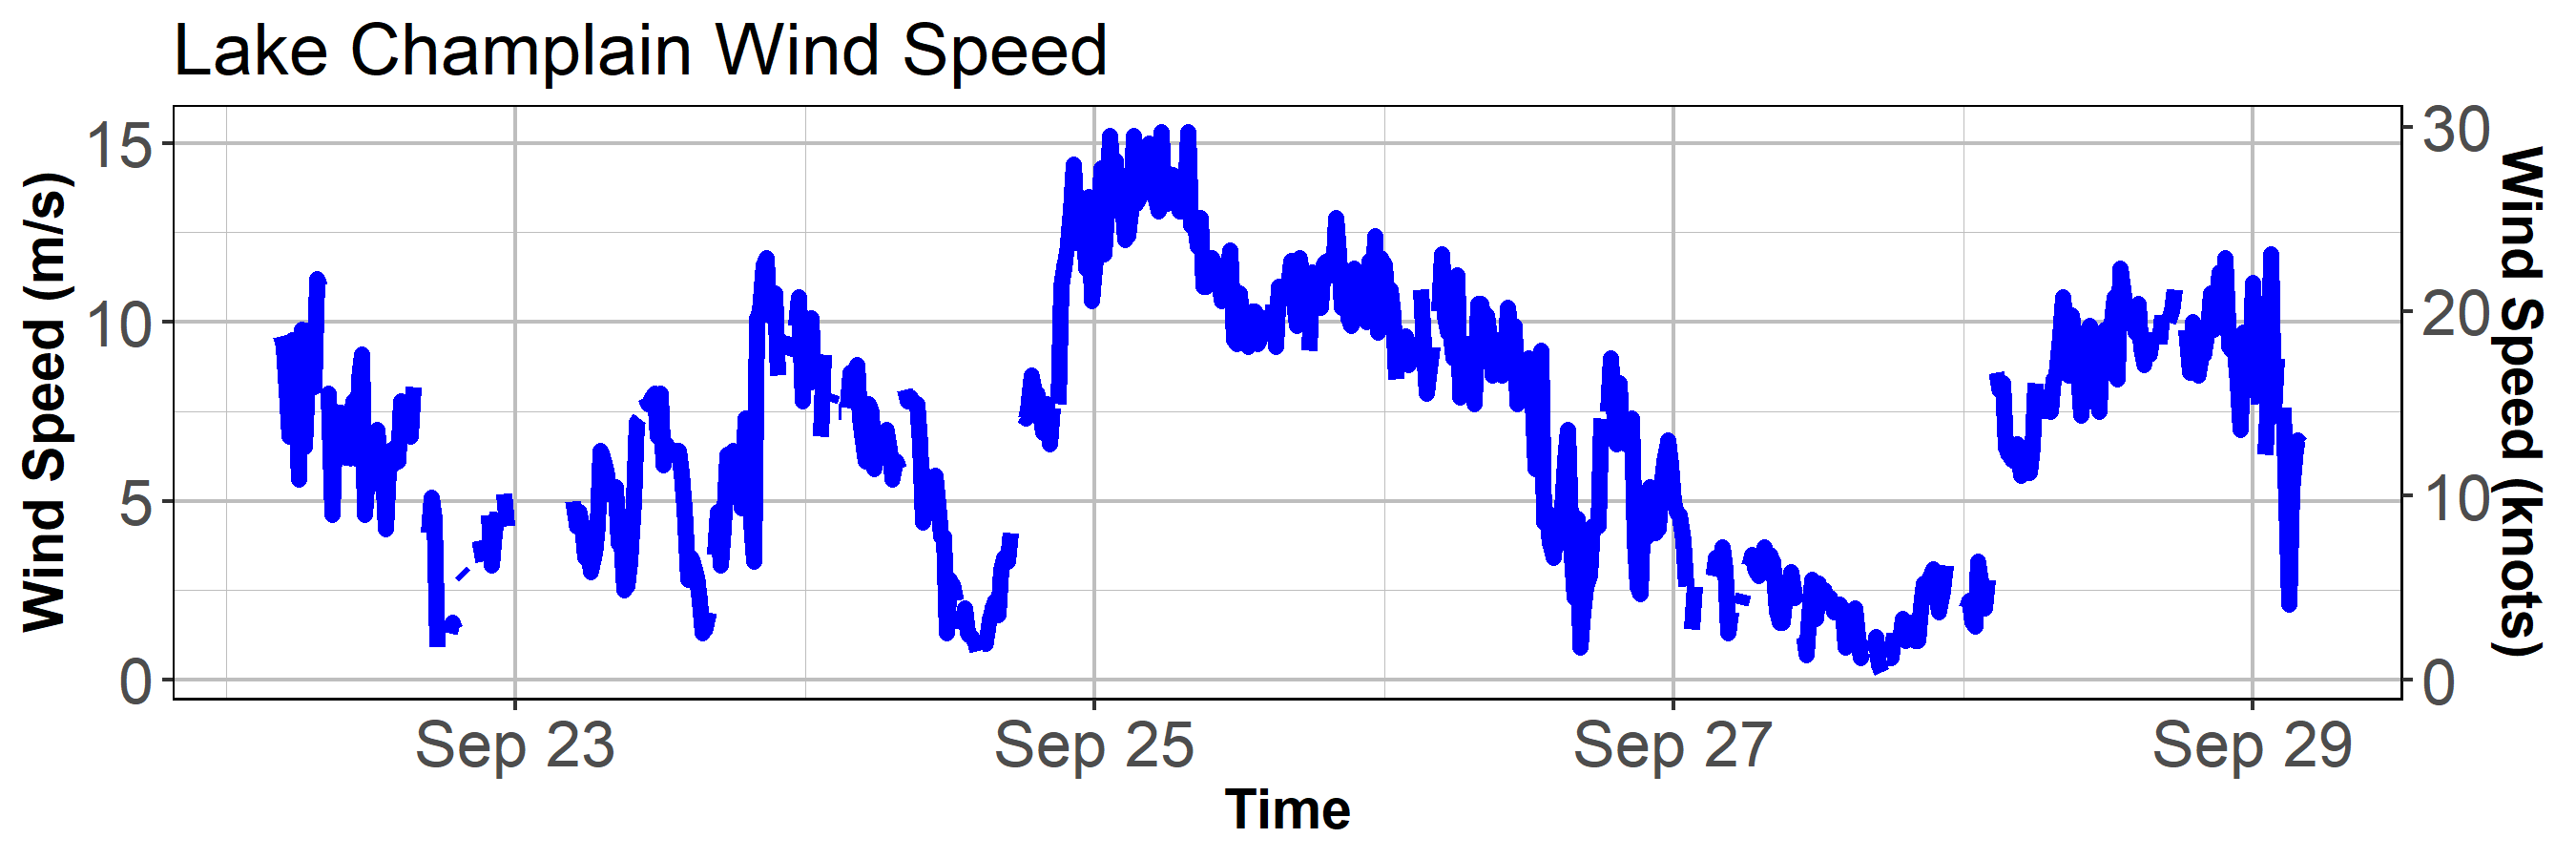 Lake Champlain Wind Speed
Wind Speed (m/s)
15
10
5
0
30
20
10
0
Wind Speed (knots)
Sep 23
Sep 25
Sep 27
Sep 29
Time